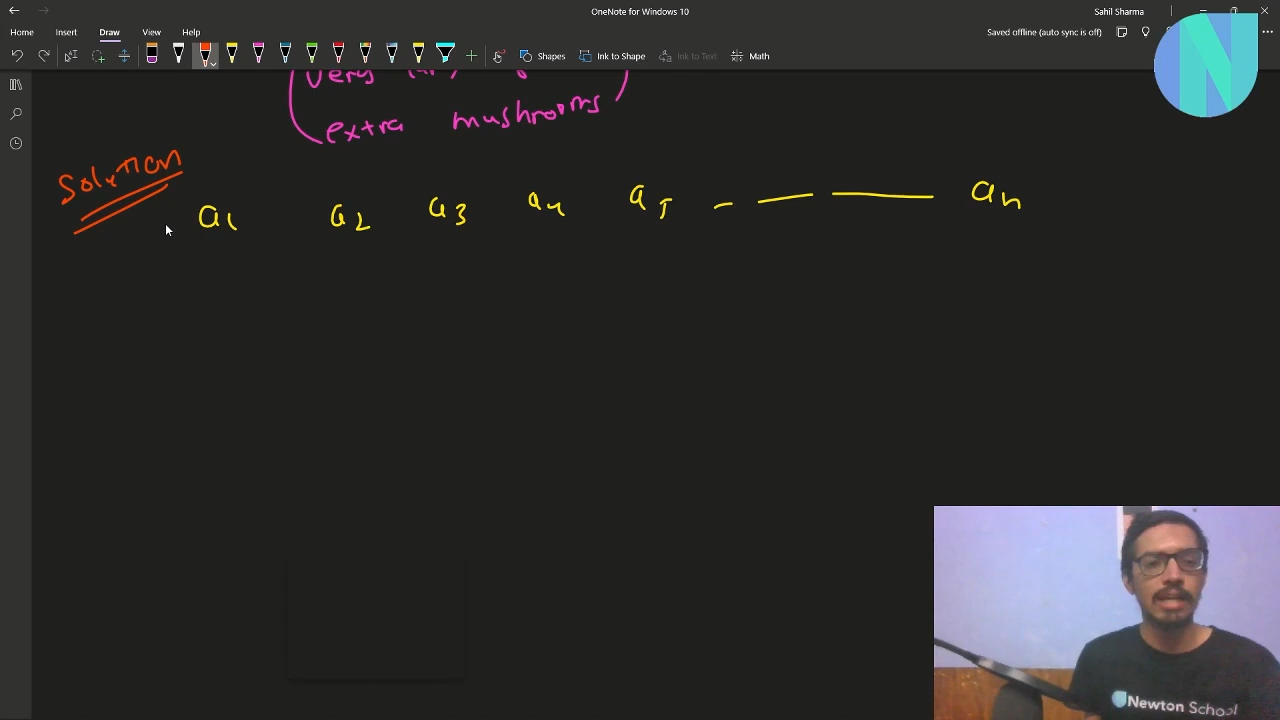 OneNote for Windows 10
Sahil Sharma
Home Insert Draw View Help
Saved offline (auto sync is off)
Shapes Ink to Shape Ink to Text Math
very
extra mushrooms
Solution
a1 a2 a3 a4 a5 - — — an
Newton School